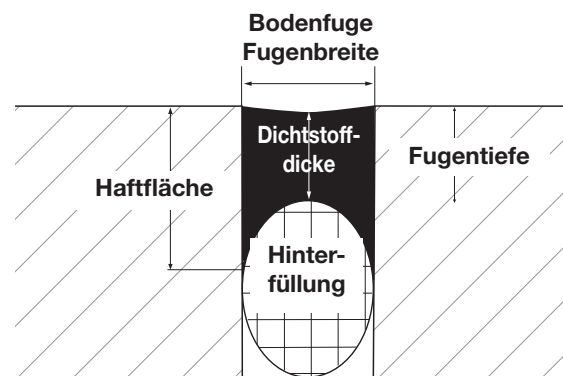 Bodenfuge
Fugenbreite
Dichtstoff-
dicke
Fugentiefe
Haftfläche
Hinter-
füllung